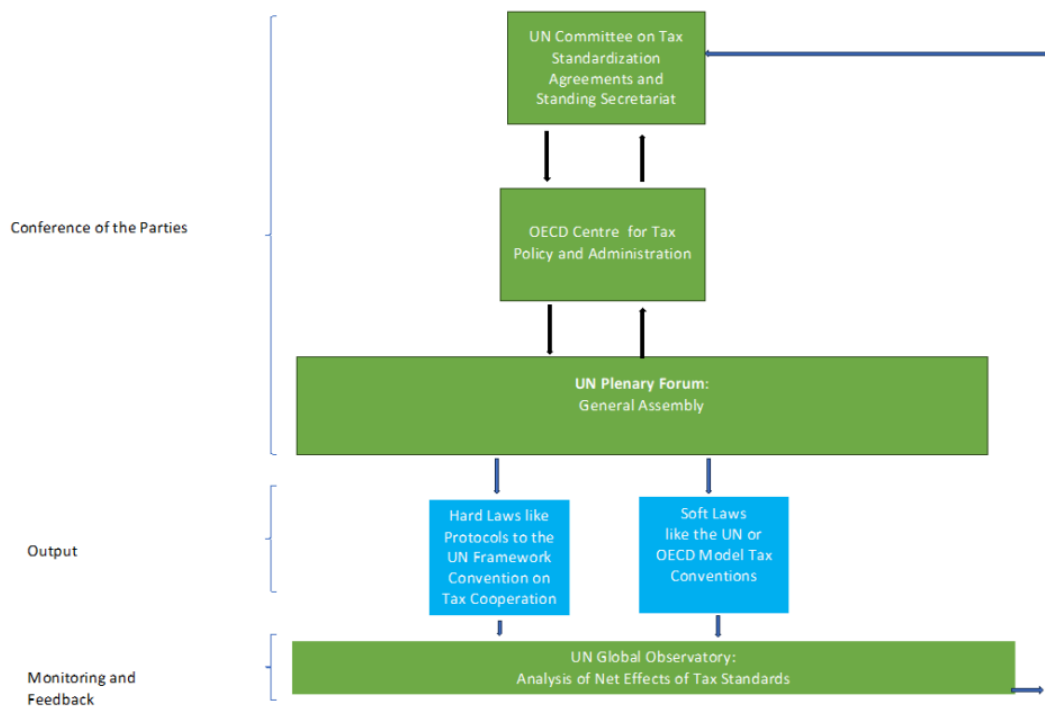 UN Committee on Tax
Standardization
Agreements and
Standing Secretariat
Conference of the Parties
OECD Centre for Tax
Policy and Administration
UN Plenary Forum:
General Assembly
Output
Hard Laws like
Protocols to the
UN Framework
Convention on
Tax Cooperation
Soft Laws
like the UN or
OECD Model Tax
Conventions
Monitoring and
Feedback
UN Global Observatory:
Analysis of Net Effects of Tax Standards